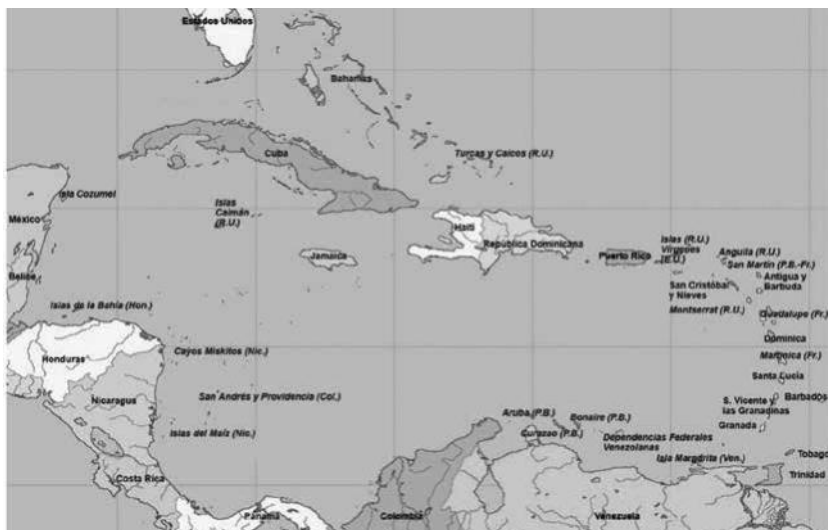 Estados Unidos
Bahamas
Cuba
Turcas y Caicos (R.U.)
Isla Cozumel
México
Islas
Caimán
(R.U.)
Haití
República Dominicana
Jamaica
Puerto Rico
Islas (R.U.)
Vírgenes
(E.U.)
Anguila (R.U.)
San Martín (P.B.-Fr.)
Belice
San Cristóbal
y Nieves
Antigua y
Barbuda
Islas de la Bahía (Hon.)
Montserrat (R.U.)
Guadalupe (Fr.)
Dominica
Honduras
Cayos Miskitos (Nic.)
Martinica (Fr.)
Santa Lucía
Nicaragua
San Andrés y Providencia (Col.)
Barbados
S. Vicente y
las Granadinas
Aruba (P.B.)
Bonaire (P.B.)
Granada
Islas del Maíz (Nic.)
Curazao (P.B.)
Dependencias Federales
Venezolanas
Tobago
Isla Margarita (Ven.)
Costa Rica
Trinidad
Panamá
Colombia
Venezuela